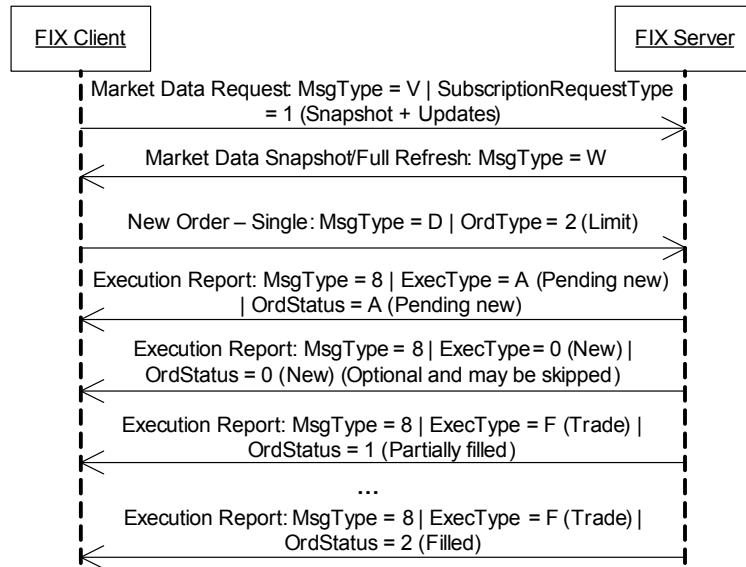 FIX Client
FIX Server
Market Data Request: MsgType = V | SubscriptionRequestType
= 1 (Snapshot + Updates)
Market Data Snapshot/Full Refresh: MsgType = W
New Order – Single: MsgType = D | OrdType = 2 (Limit)
Execution Report: MsgType = 8 | ExecType = A (Pending new)
| OrdStatus = A (Pending new)
Execution Report: MsgType = 8 | ExecType = 0 (New) |
OrdStatus = 0 (New) (Optional and may be skipped)
Execution Report: MsgType = 8 | ExecType = F (Trade) |
OrdStatus = 1 (Partially filled)
...
Execution Report: MsgType = 8 | ExecType = F (Trade) |
OrdStatus = 2 (Filled)